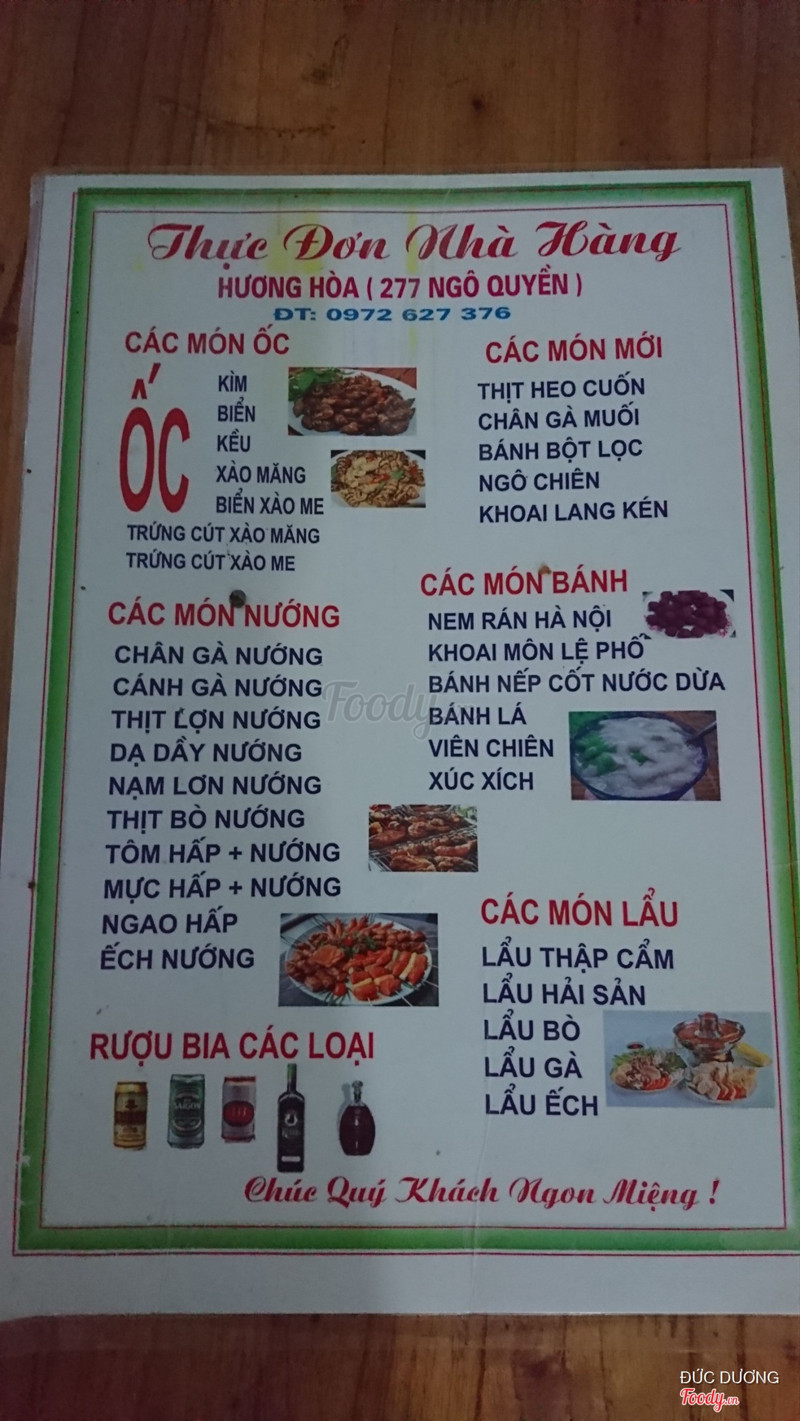 Thực Đơn Nhà Hàng
HƯƠNG HÒA ( 277 NGÔ QUYỀN )
ĐT: 0972 627 376
CÁC MÓN ỐC
ỐC
KÌM
BIỂN
KỀU
XÀO MĂNG
BIỂN XÀO ME
TRỨNG CÚT XÀO MĂNG
TRỨNG CÚT XÀO ME
CÁC MÓN MỚI
THỊT HEO CUỐN
CHÂN GÀ MUỐI
BÁNH BỘT LỌC
NGÔ CHIÊN
KHOAI LANG KÉN
CÁC MÓN NƯỚNG
CHÂN GÀ NƯỚNG
CÁNH GÀ NƯỚNG
THỊT LỢN NƯỚNG
DẠ DẦY NƯỚNG
NẠM LƠN NƯỚNG
THỊT BÒ NƯỚNG
TÔM HẤP + NƯỚNG
MỰC HẤP + NƯỚNG
NGAO HẤP
ẾCH NƯỚNG
CÁC MÓN BÁNH
NEM RÁN HÀ NỘI
KHOAI MÔN LỆ PHỐ
BÁNH NẾP CỐT NƯỚC DỪA
BÁNH LÁ
VIÊN CHIÊN
XÚC XÍCH
CÁC MÓN LẨU
LẨU THẬP CẨM
LẨU HẢI SẢN
LẨU BÒ
LẨU GÀ
LẨU ẾCH
RƯỢU BIA CÁC LOẠI
SAIGON
Chúc Quý Khách Ngon Miệng !
Foody
ĐỨC DƯƠNG
Foody.vn